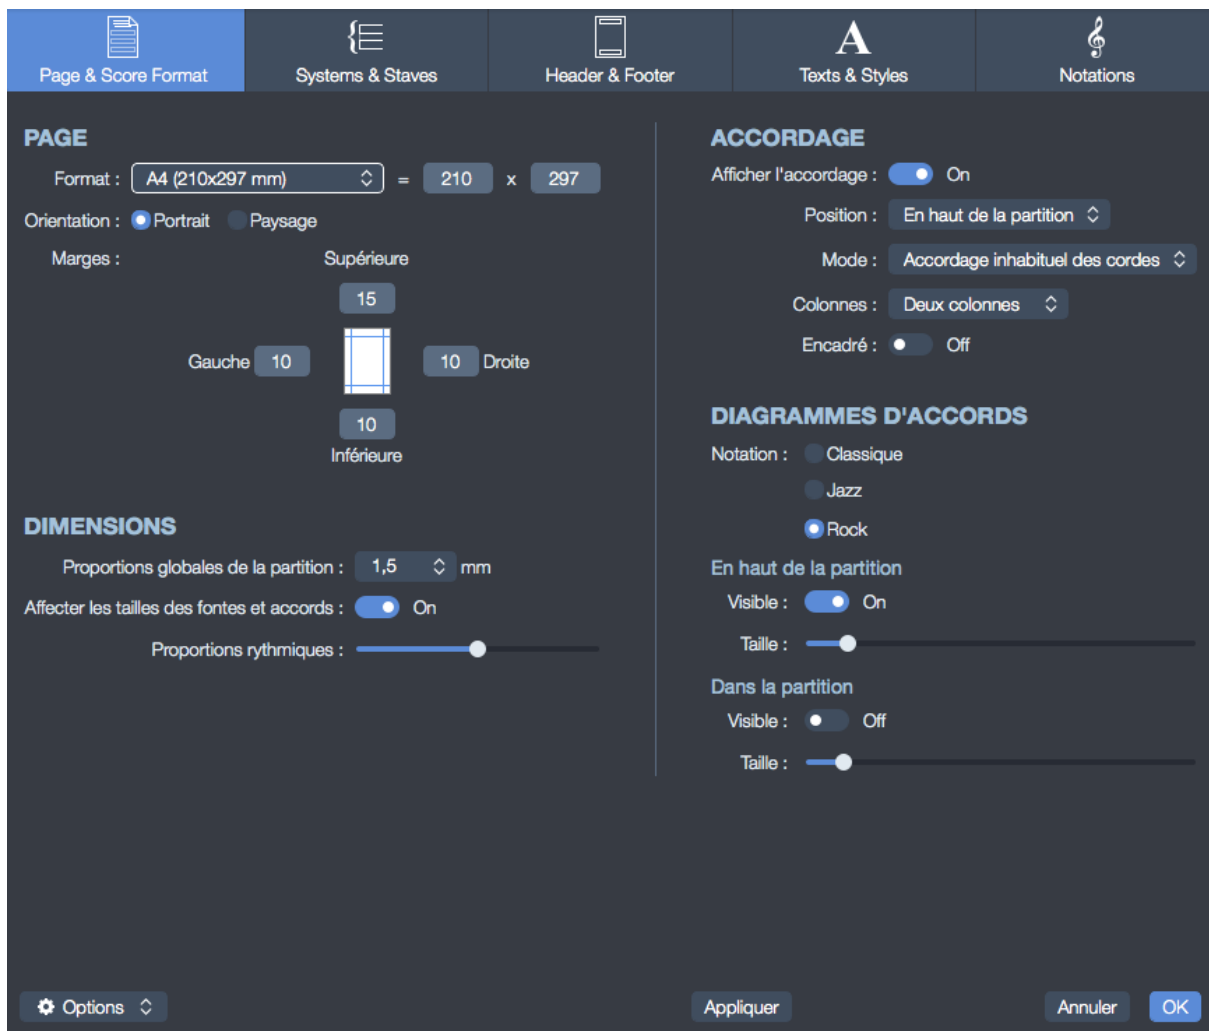 Page & Score Format
Systems & Staves
Header & Footer
A
Texts & Styles
Notations
PAGE
Format : A4 (210x297 mm) = 210 x 297
Orientation : Portrait Paysage
Marges : Supérieure
15
Gauche 10 10 Droite
10
Inférieure
DIMENSIONS
Proportions globales de la partition : 1,5 mm
Affecter les tailles des fontes et accords : On
Proportions rythmiques :
ACCORDAGE
Afficher l'accordage : On
Position : En haut de la partition
Mode : Accordage inhabituel des cordes
Colonnes : Deux colonnes
Encadré : Off
DIAGRAMMES D'ACCORDS
Notation : Classique
Jazz
Rock
En haut de la partition
Visible : On
Taille :
Dans la partition
Visible : Off
Taille :
Options
Appliquer
Annuler
OK